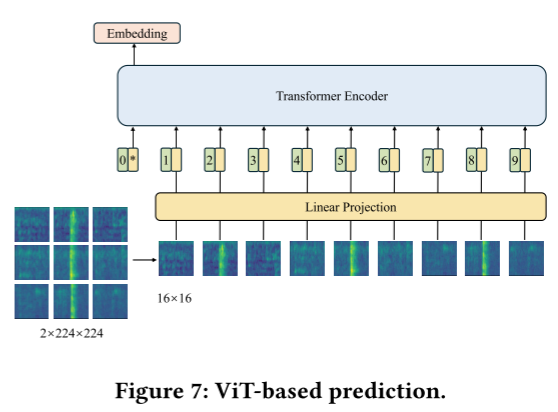 Embedding
Transformer Encoder
0 * 1 2 3 4 5 6 7 8 9
Linear Projection
16×16
2×224×224
Figure 7: ViT-based prediction.